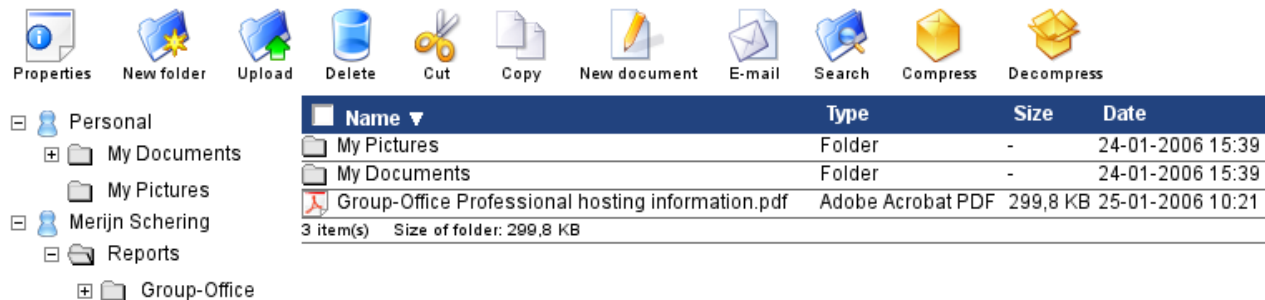 Properties New folder Upload Delete Cut Copy New document E-mail Search Compress Decompress
Personal
My Documents
My Pictures
Merijn Schering
Reports
Group-Office
Name ▼ Type Size Date
My Pictures Folder - 24-01-2006 15:39
My Documents Folder - 24-01-2006 15:39
Group-Office Professional hosting information.pdf Adobe Acrobat PDF 299,8 KB 25-01-2006 10:21
3 item(s) Size of folder: 299,8 KB